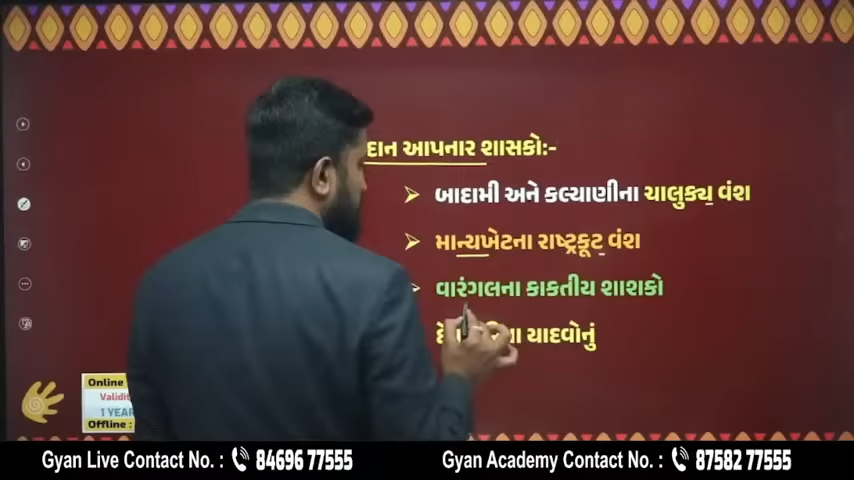 દાન આપનાર શાસકો:-
બાદામી અને કલ્યાણીના ચાલુક્ય વંશ
માન્યખેટના રાષ્ટ્રકૂટ વંશ
વારંગલના કાકતીય શાશકો
યાદવોનું
Online
1 YEAR
Offline :
Gyan Live Contact No. : 84696 77555
Gyan Academy Contact No. : 87582 77555